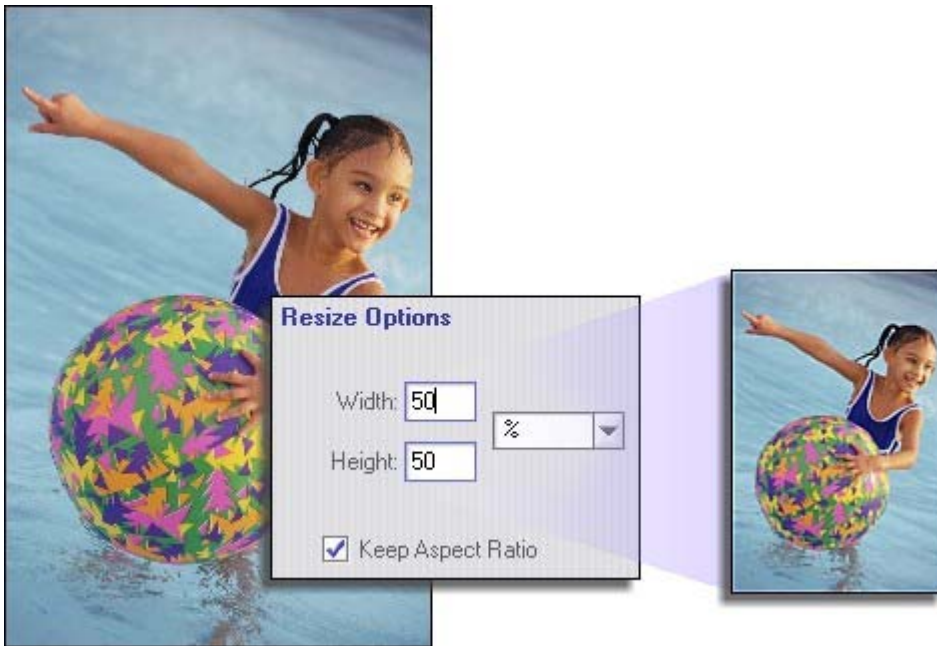 Resize Options
Width: 50
%
Height: 50
Keep Aspect Ratio